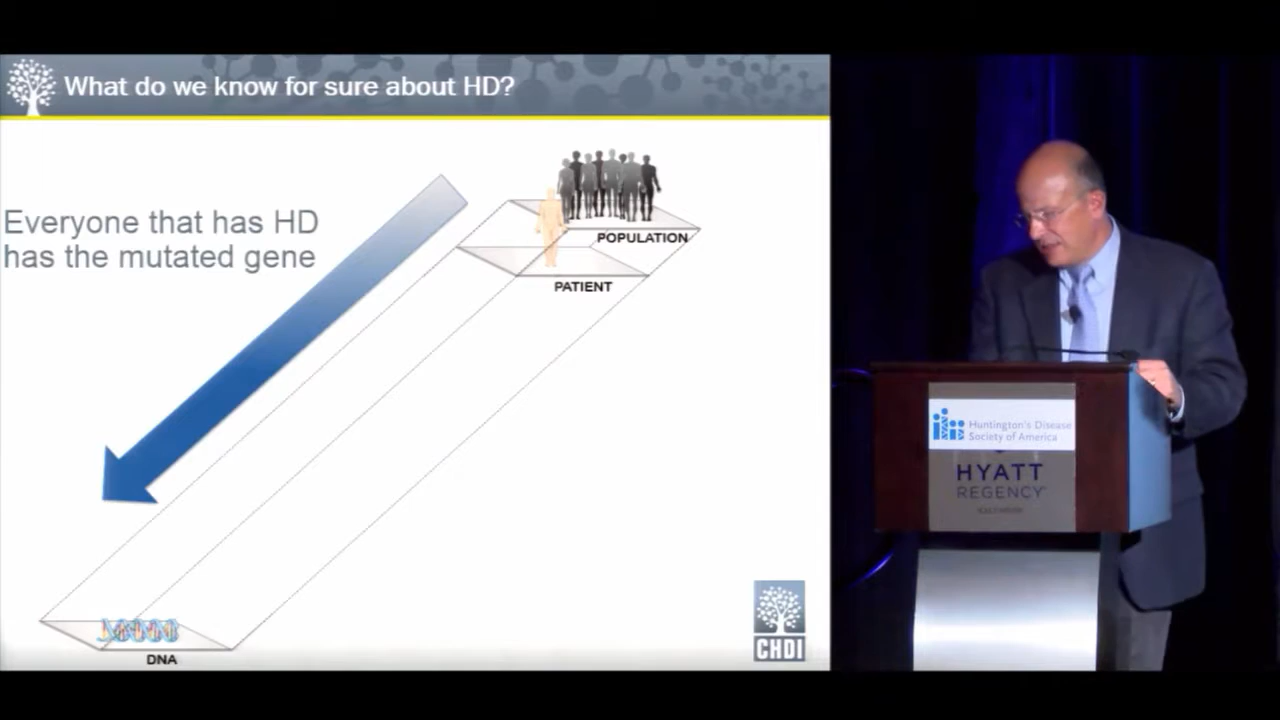 What do we know for sure about HD?
Everyone that has HD
has the mutated gene
POPULATION
PATIENT
DNA
CHDI
Huntington's Disease
Society of America
HYATT
REGENCY